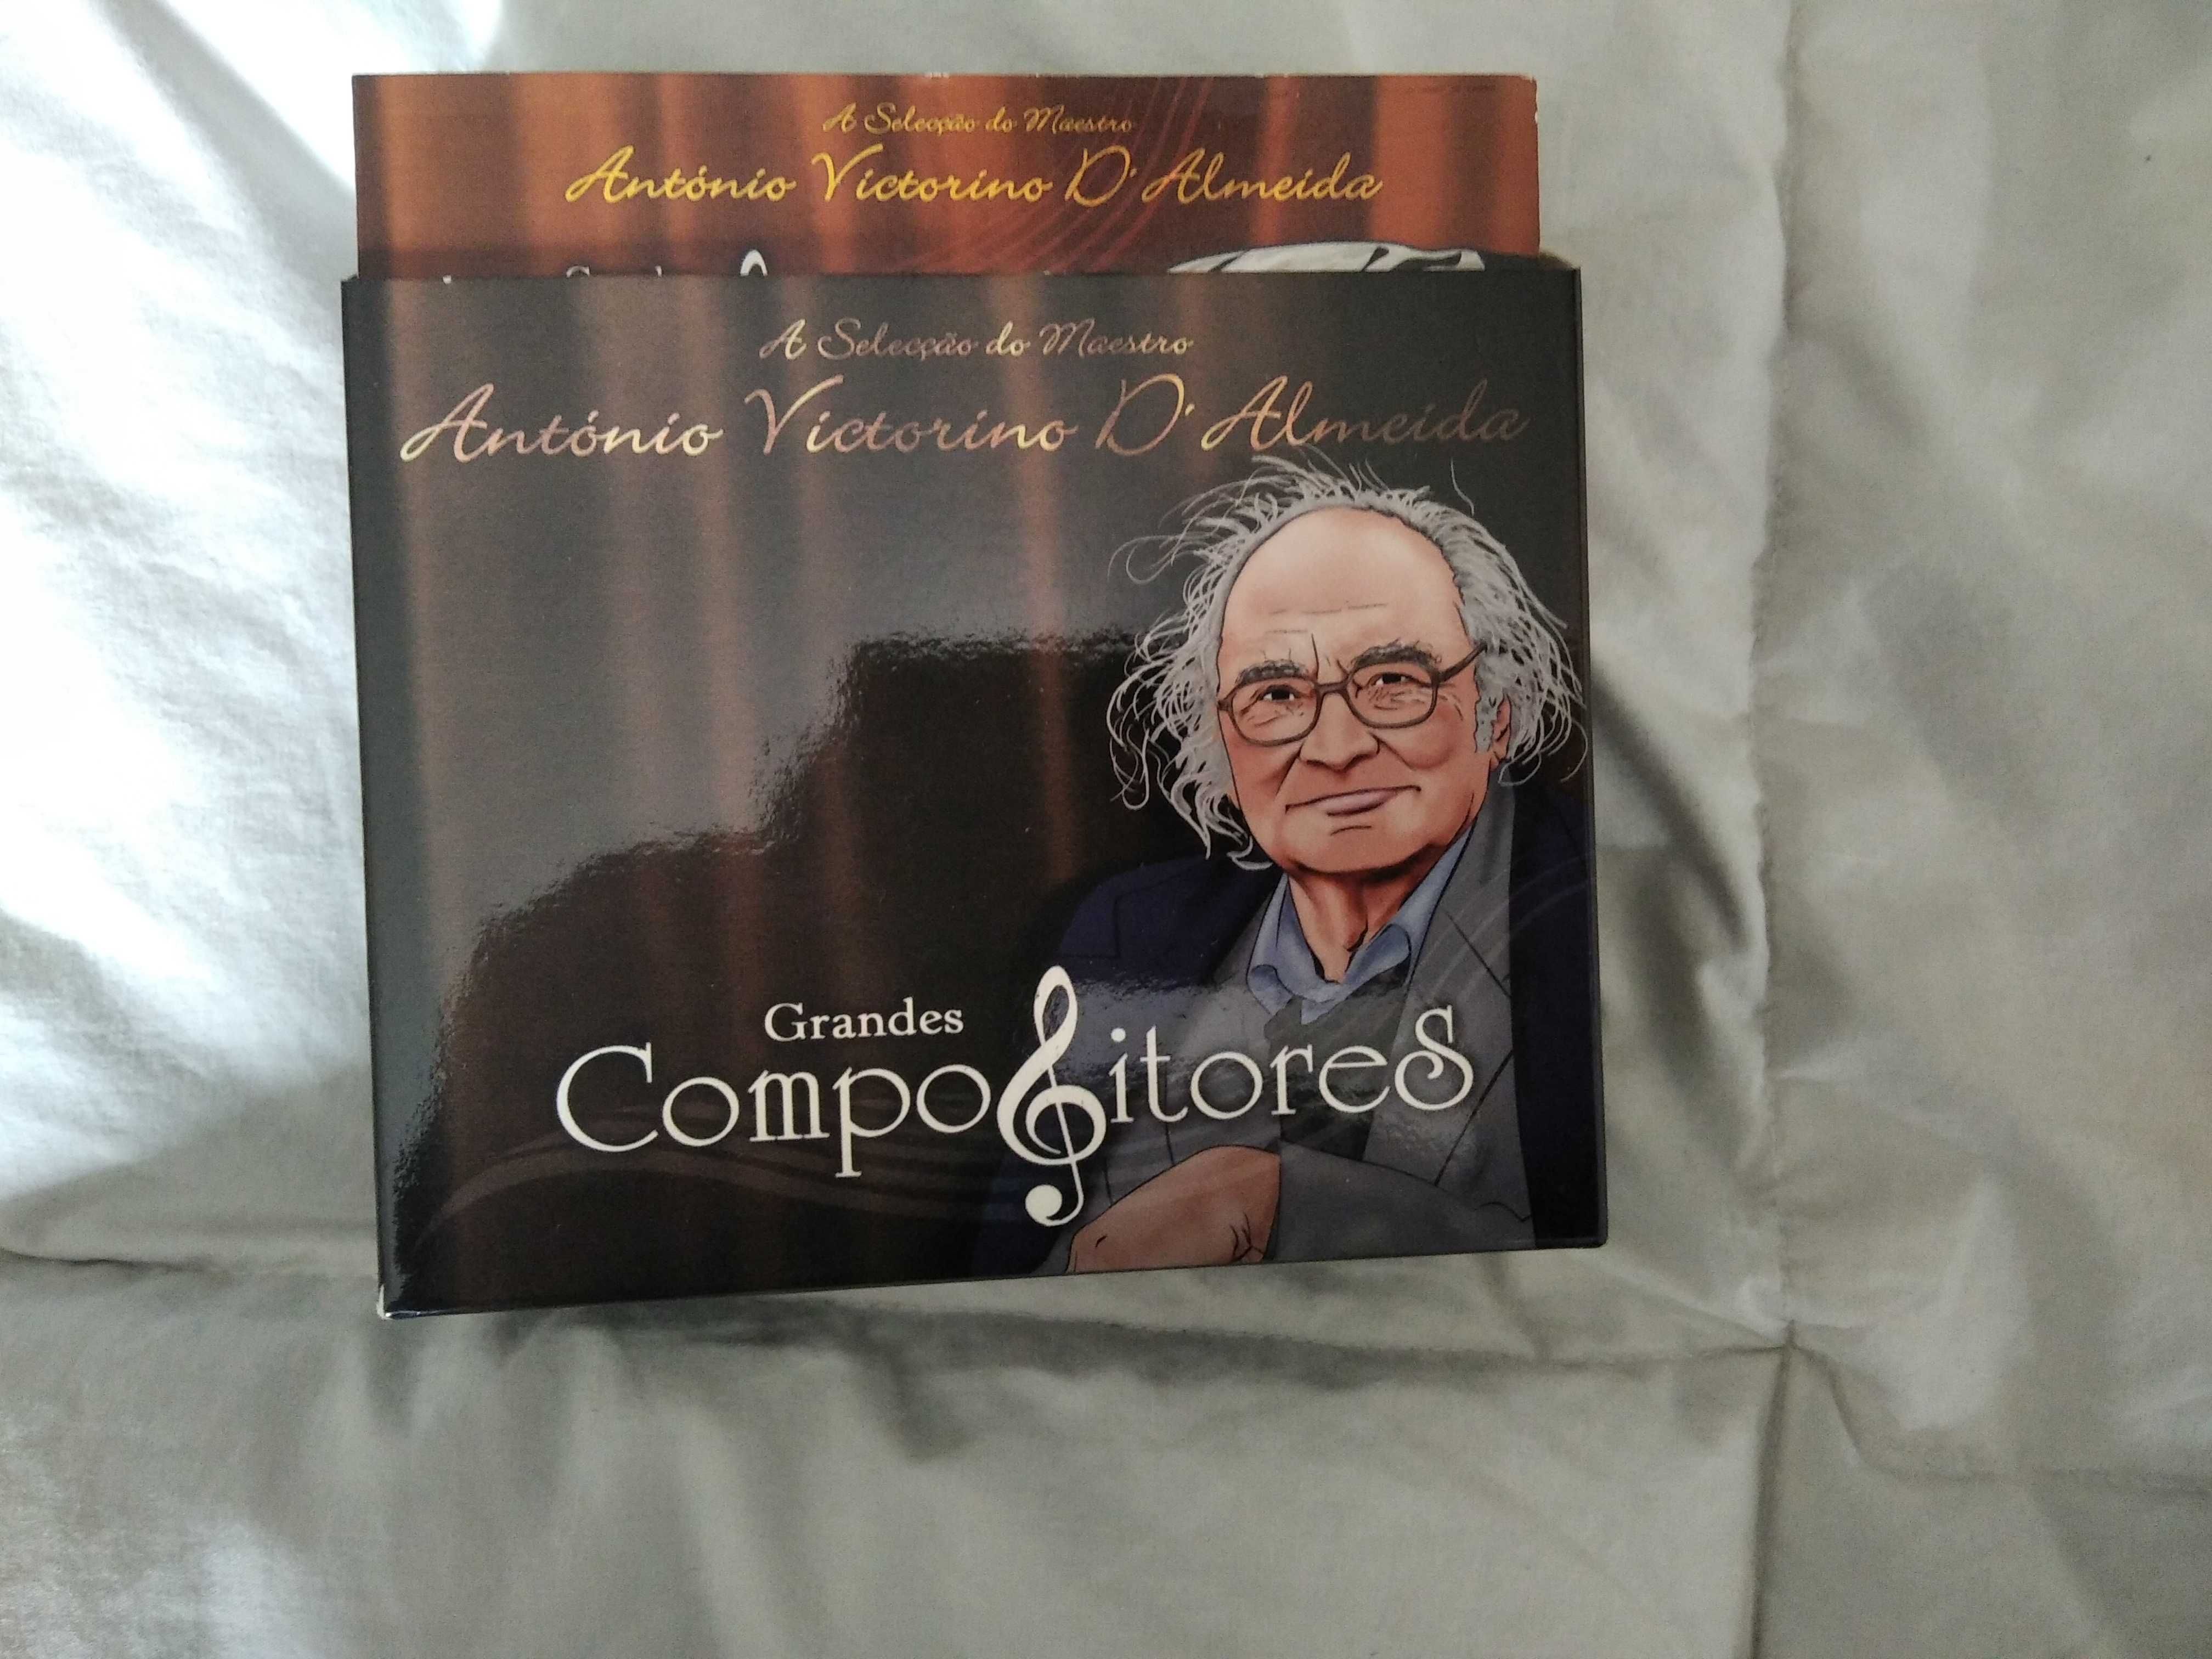 A Selecção do Maestro
António Victorino D'Almeida
A Selecção do Maestro
António Victorino D'Almeida
Grandes
Compositores